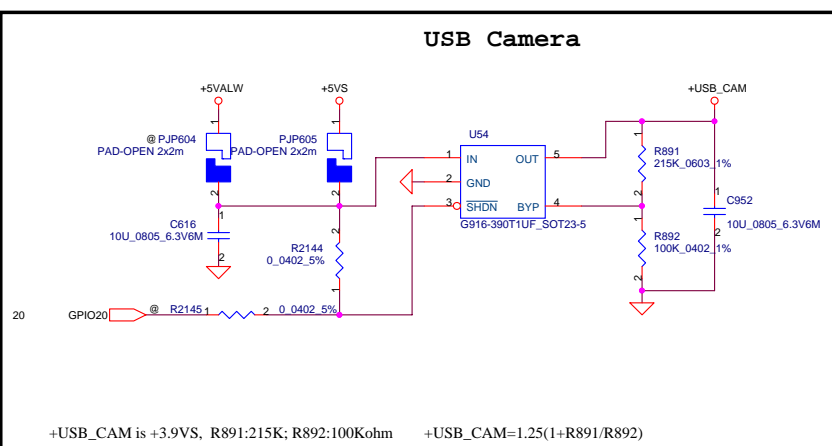 USB Camera
+5VALW
+5VS
+USB_CAM
1
1
@ PJP604
PAD-OPEN 2x2m
PJP605
PAD-OPEN 2x2m
2
2
U54
1
IN
OUT
5
2
GND
3
SHDN
BYP
4
G916-390T1UF_SOT23-5
1
R891
215K_0603_1%
2
1
R892
100K_0402_1%
2
1
C952
10U_0805_6.3V6M
2
C616
1
10U_0805_6.3V6M
2
2
R2144
0_0402_5%
1
20
GPIO20
@
R2145
1
2
0_0402_5%
+USB_CAM is +3.9VS, R891:215K; R892:100Kohm
+USB_CAM=1.25(1+R891/R892)